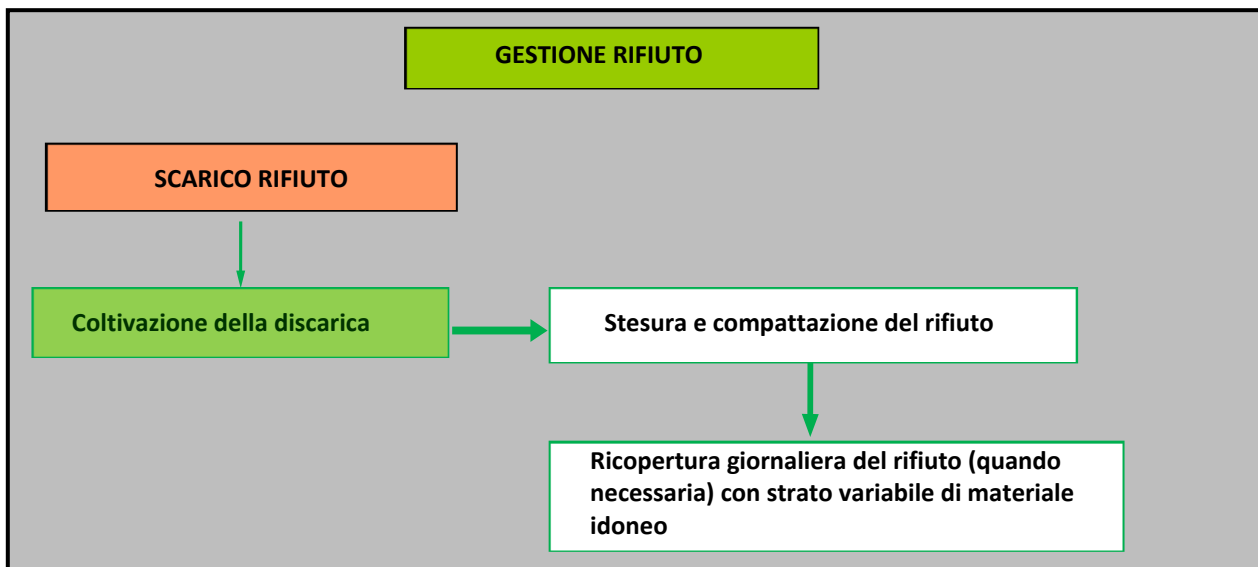 GESTIONE RIFIUTO
SCARICO RIFIUTO
Coltivazione della discarica
Stesura e compattazione del rifiuto
Ricopertura giornaliera del rifiuto (quando
necessaria) con strato variabile di materiale
idoneo